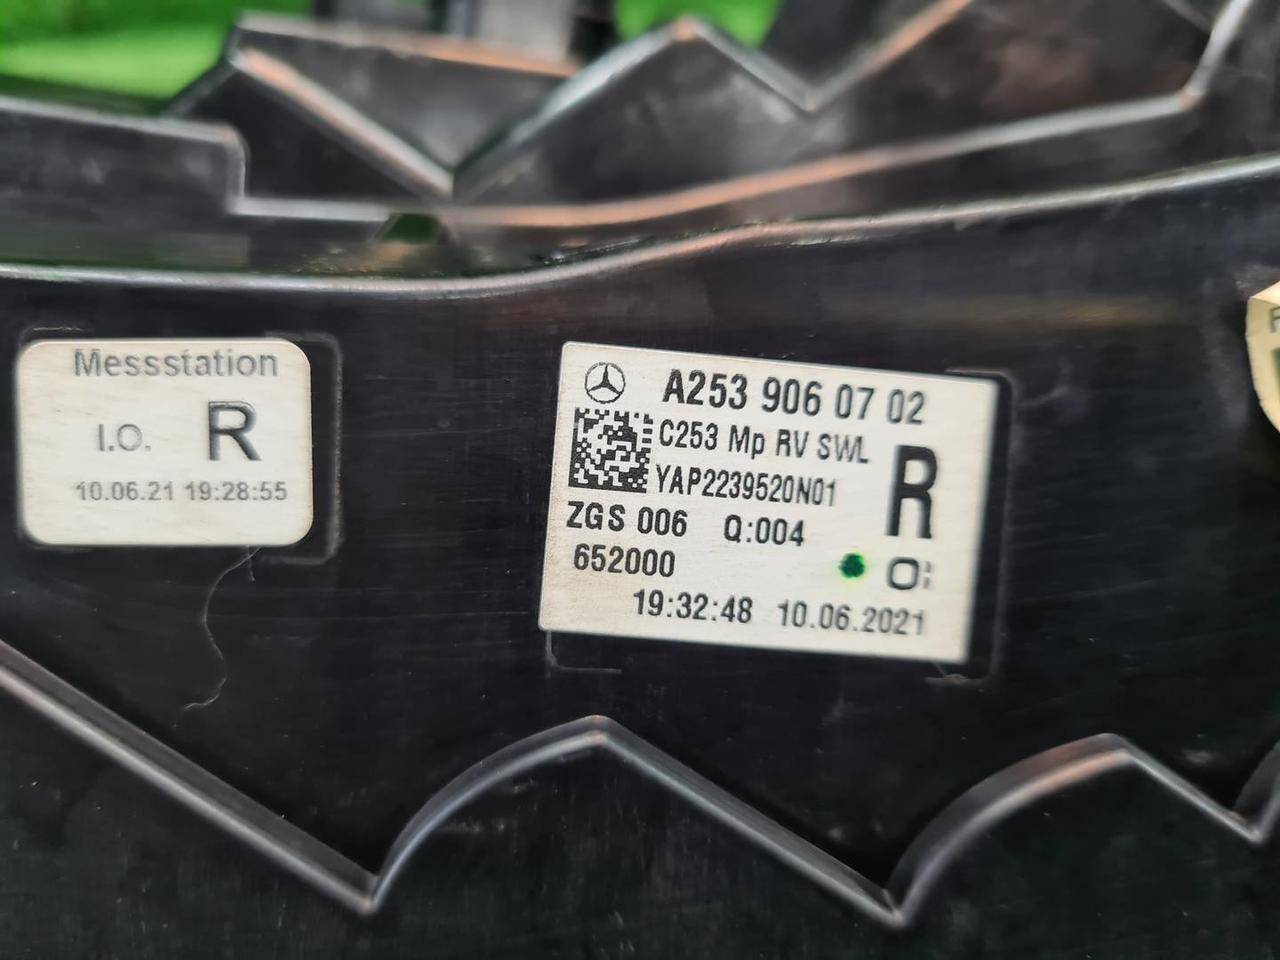 Messstation
I.O. R
10.06.21 19:28:55
A253 906 07 02
C253 Mp RV SWL
YAP2239520N01
R
ZGS 006 Q:004
652000
19:32:48 10.06.2021